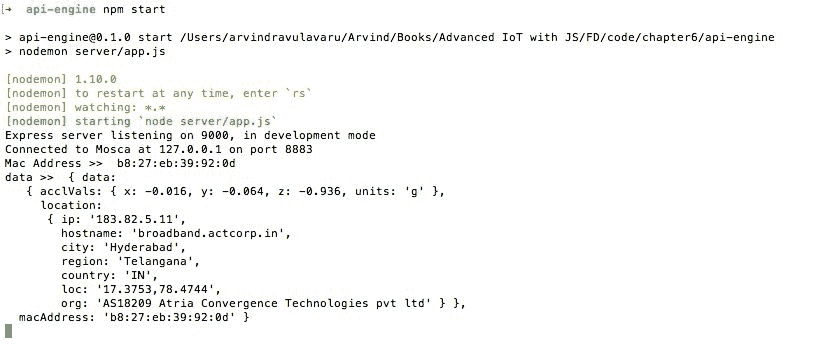 [→ api-engine npm start
> api-engine@0.1.0 start /Users/arvindravulavaru/Arvind/Books/Advanced IoT with JS/FD/code/chapter6/api-engine
> nodemon server/app.js
[nodemon] 1.10.0
[nodemon] to restart at any time, enter `rs`
[nodemon] watching: *.*
[nodemon] starting `node server/app.js`
Express server listening on 9000, in development mode
Connected to Mosca at 127.0.0.1 on port 8883
Mac Address >>  b8:27:eb:39:92:0d
data >>  { data:
   { acclVals: { x: -0.016, y: -0.064, z: -0.936, units: 'g' },
     location:
      { ip: '183.82.5.11',
        hostname: 'broadband.actcorp.in',
        city: 'Hyderabad',
        region: 'Telangana',
        country: 'IN',
        loc: '17.3753,78.4744',
        org: 'AS18209 Atria Convergence Technologies pvt ltd' } },
  macAddress: 'b8:27:eb:39:92:0d' }